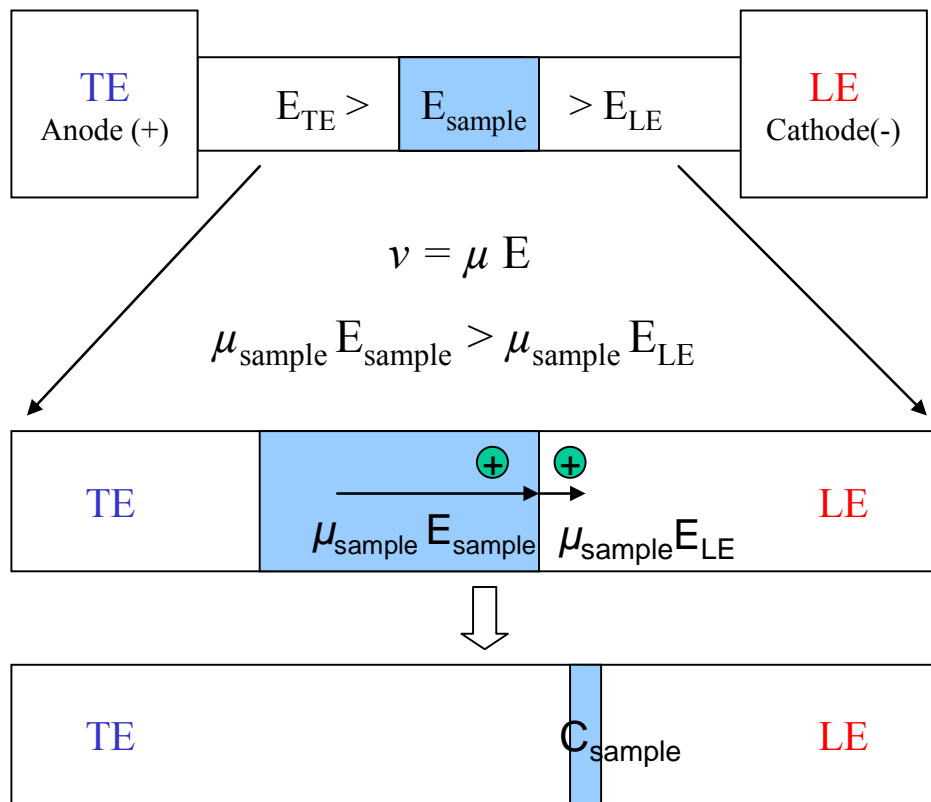 TE
Anode (+)
E_TE >
E_sample
> E_LE
LE
Cathode(-)
v = μ E
μ_sample E_sample > μ_sample E_LE
+ +
TE
μ_sample E_sample
μ_sample E_LE
LE
TE
C_sample
LE